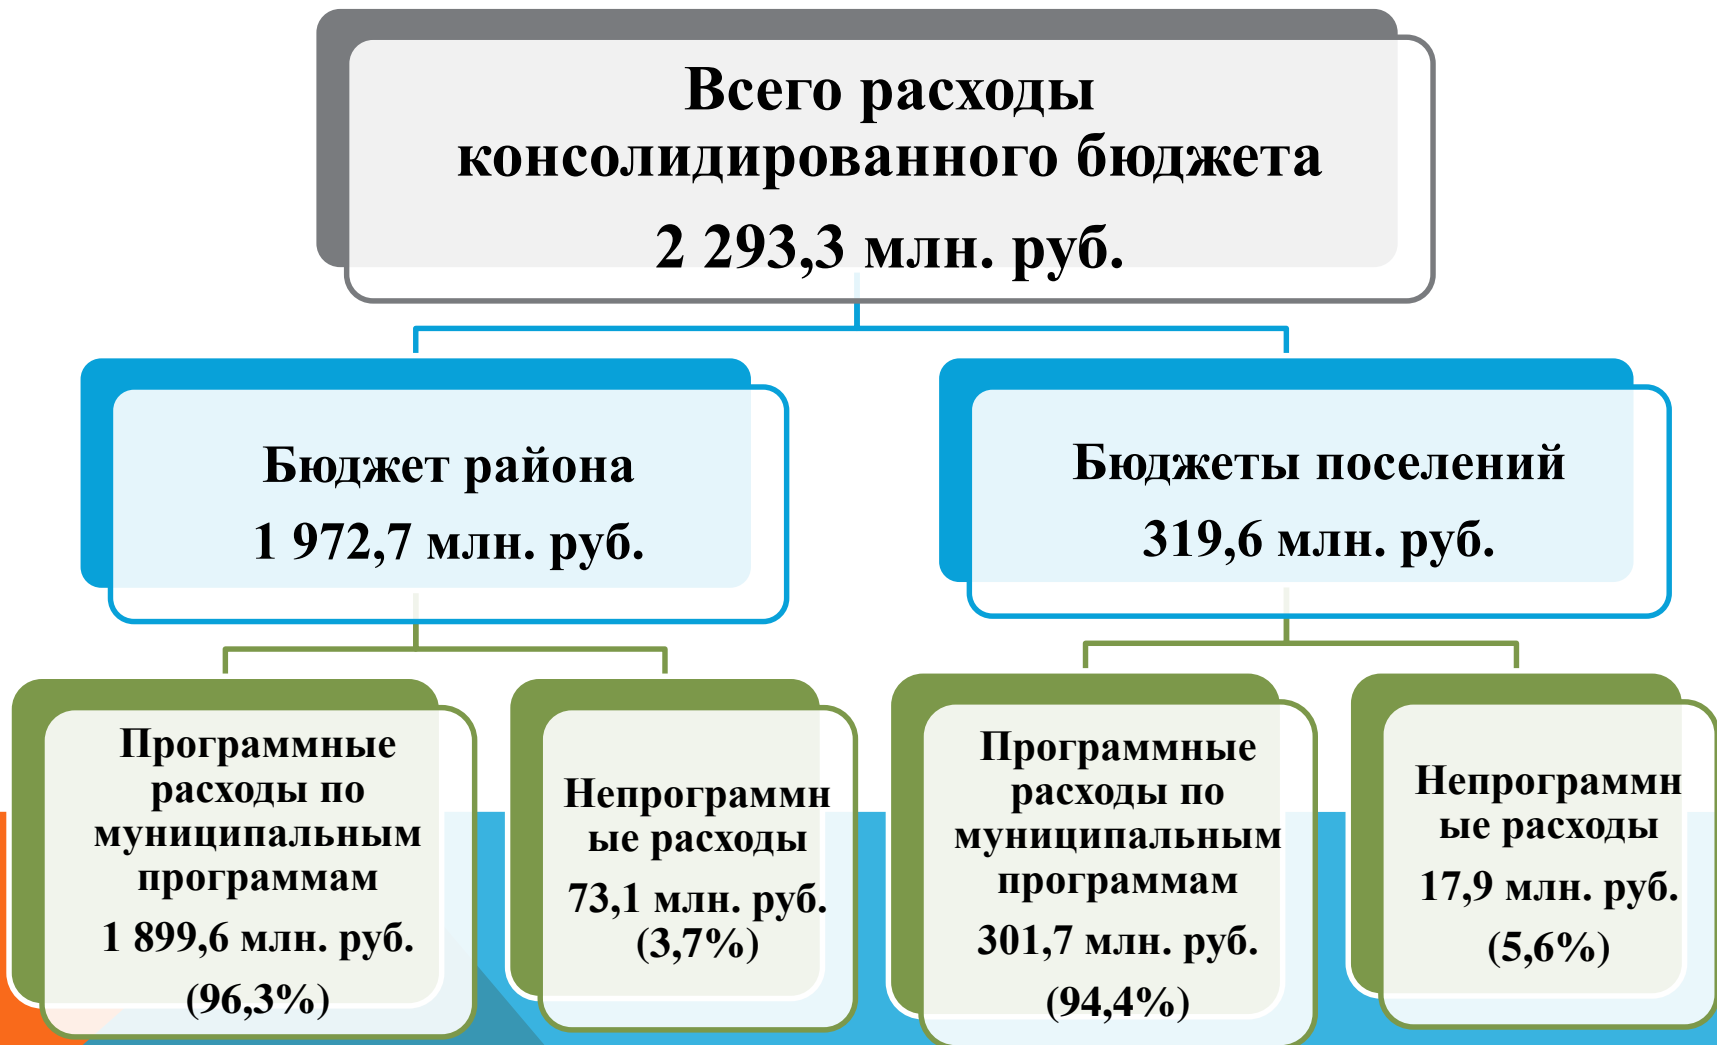 Всего расходы
консолидированного бюджета
2 293,3 млн. руб.
Бюджет района
1 972,7 млн. руб.
Бюджеты поселений
319,6 млн. руб.
Программные
расходы по
муниципальным
программам
1 899,6 млн. руб.
(96,3%)
Непрограммн
ые расходы
73,1 млн. руб.
(3,7%)
Программные
расходы по
муниципальным
программам
301,7 млн. руб.
(94,4%)
Непрограммн
ые расходы
17,9 млн. руб.
(5,6%)